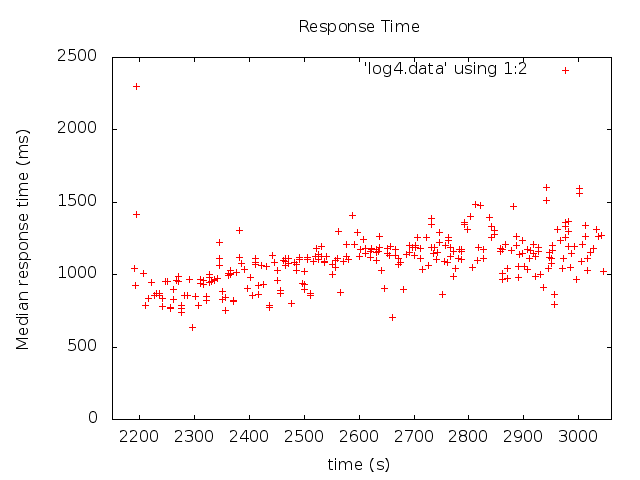 Response Time
'log4.data' using 1:2
Median response time (ms)
2500
2000
1500
1000
500
0
2200 2300 2400 2500 2600 2700 2800 2900 3000
time (s)